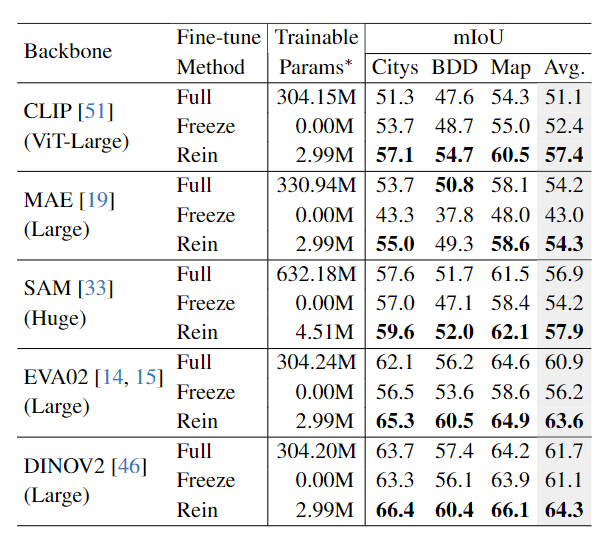 Backbone Fine-tune Method Trainable Params* mIoU
Citys BDD Map Avg.
CLIP [51] (ViT-Large)
Full 304.15M 51.3 47.6 54.3 51.1
Freeze 0.00M 53.7 48.7 55.0 52.4
Rein 2.99M 57.1 54.7 60.5 57.4
MAE [19] (Large)
Full 330.94M 53.7 50.8 58.1 54.2
Freeze 0.00M 43.3 37.8 48.0 43.0
Rein 2.99M 55.0 49.3 58.6 54.3
SAM [33] (Huge)
Full 632.18M 57.6 51.7 61.5 56.9
Freeze 0.00M 57.0 47.1 58.4 54.2
Rein 4.51M 59.6 52.0 62.1 57.9
EVA02 [14, 15] (Large)
Full 304.24M 62.1 56.2 64.6 60.9
Freeze 0.00M 56.5 53.6 58.6 56.2
Rein 2.99M 65.3 60.5 64.9 63.6
DINOV2 [46] (Large)
Full 304.20M 63.7 57.4 64.2 61.7
Freeze 0.00M 63.3 56.1 63.9 61.1
Rein 2.99M 66.4 60.4 66.1 64.3